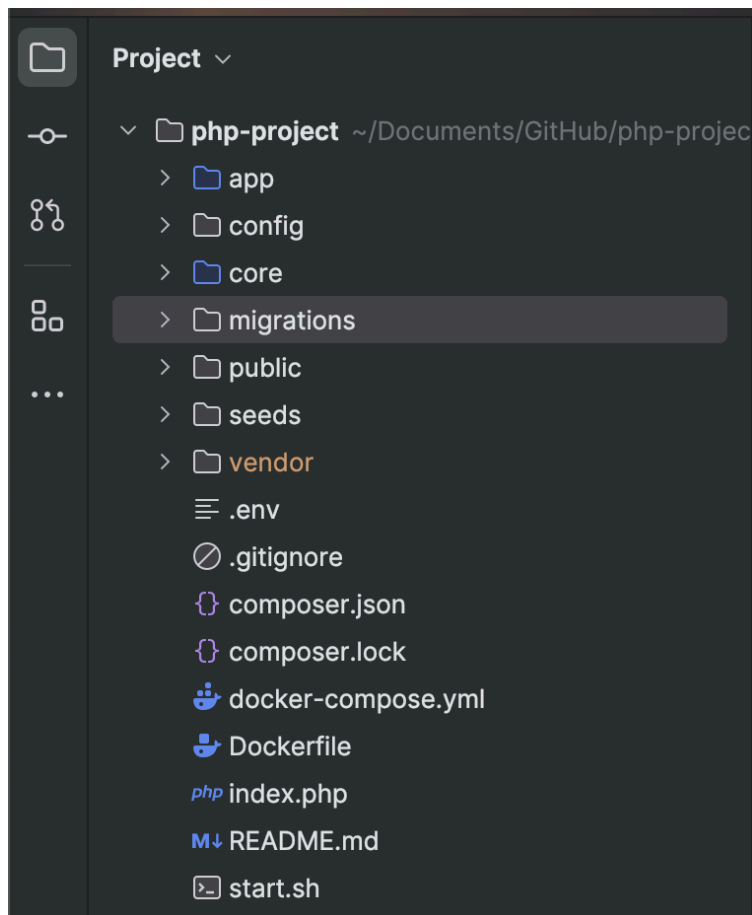 Project
php-project ~/Documents/GitHub/php-projec
app
config
core
migrations
public
seeds
vendor
.env
.gitignore
{} composer.json
{} composer.lock
docker-compose.yml
Dockerfile
php index.php
M↓ README.md
start.sh